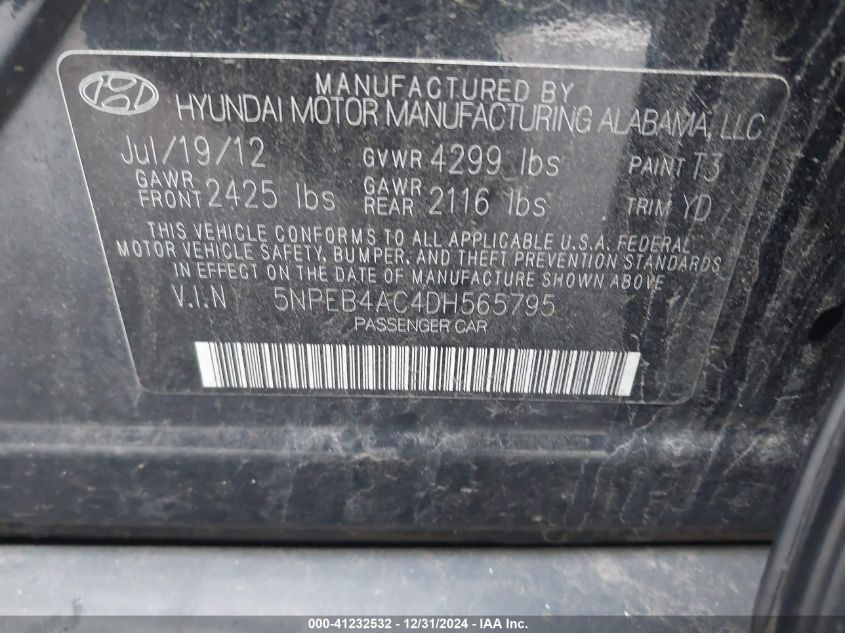 MANUFACTURED BY
HYUNDAI MOTOR MANUFACTURING ALABAMA, LLC
Jul/19/12 GVWR 4299 lbs PAINT T3
GAWR FRONT 2425 lbs GAWR REAR 2116 lbs TRIM YD
THIS VEHICLE CONFORMS TO ALL APPLICABLE U.S.A. FEDERAL
MOTOR VEHICLE SAFETY, BUMPER, AND THEFT PREVENTION STANDARDS
IN EFFECT ON THE DATE OF MANUFACTURE SHOWN ABOVE
V.I.N 5NPEB4AC4DH565795
PASSENGER CAR
000-41232532 - 12/31/2024 - IAA Inc.